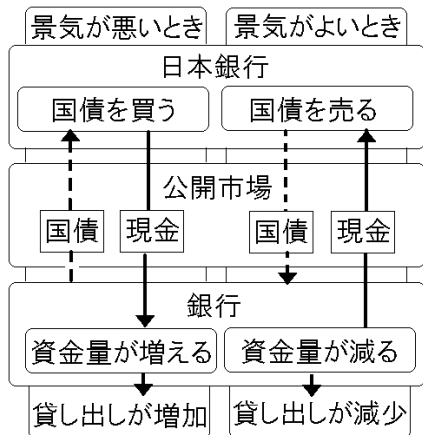 景気が悪いとき
景気がよいとき
日本銀行
国債を買う
国債を売る
公開市場
国債
現金
国債
現金
銀行
資金量が増える
資金量が減る
貸し出しが増加
貸し出しが減少